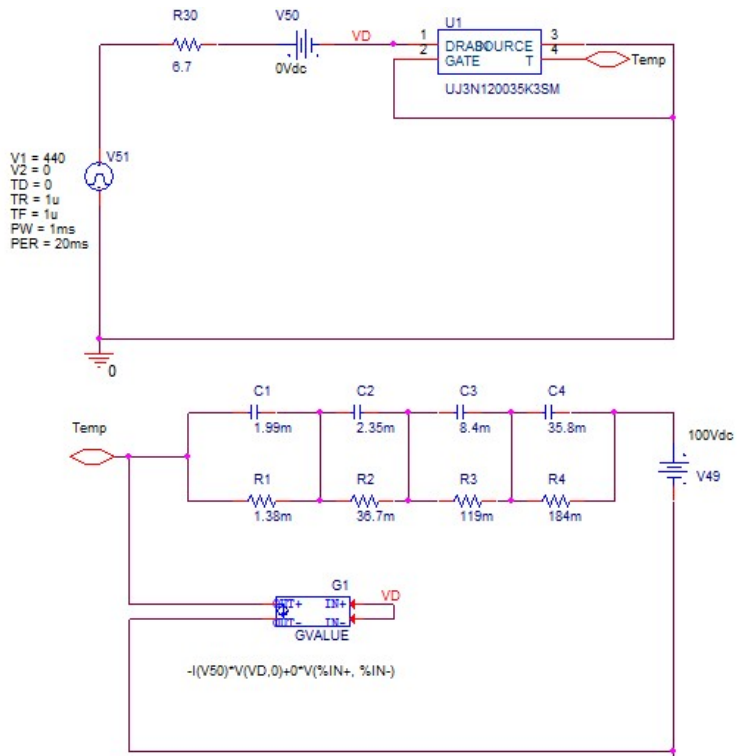 R30
6.7
V50
0Vdc
VD
U1
1
2
DRAIN
SOURCE
GATE
T
3
4
Temp
UJ3N120035K3SM
V51
V1 = 440
V2 = 0
TD = 0
TR = 1u
TF = 1u
PW = 1ms
PER = 20ms
0
Temp
C1
1.99m
C2
2.35m
C3
8.4m
C4
35.8m
R1
1.38m
R2
36.7m
R3
119m
R4
184m
100Vdc
V49
G1
OUT+ IN+
OUT- IN-
GVALUE
VD
-I(V50)*V(VD,0)+0*V(%IN+, %IN-)